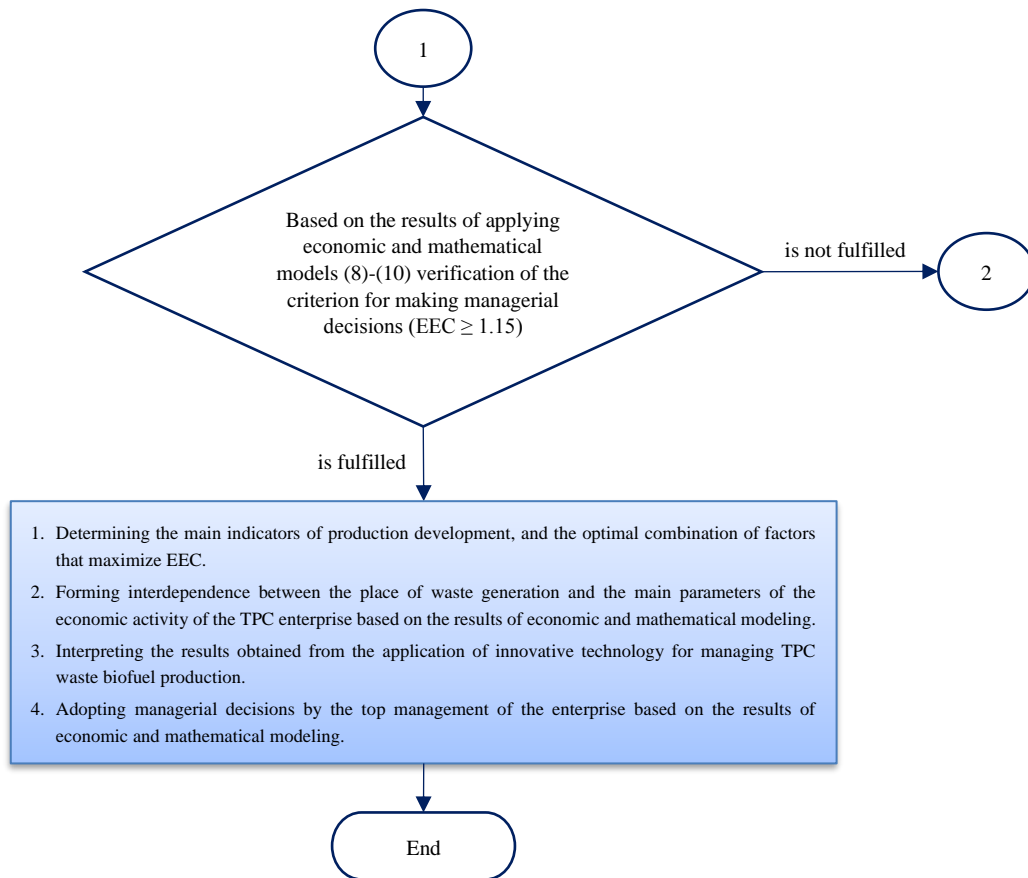 1
Based on the results of applying
economic and mathematical
models (8)-(10) verification of the
criterion for making managerial
decisions (EEC ≥ 1.15)
is not fulfilled
2
is fulfilled
1. Determining the main indicators of production development, and the optimal combination of factors
that maximize EEC.
2. Forming interdependence between the place of waste generation and the main parameters of the
economic activity of the TPC enterprise based on the results of economic and mathematical modeling.
3. Interpreting the results obtained from the application of innovative technology for managing TPC
waste biofuel production.
4. Adopting managerial decisions by the top management of the enterprise based on the results of
economic and mathematical modeling.
End